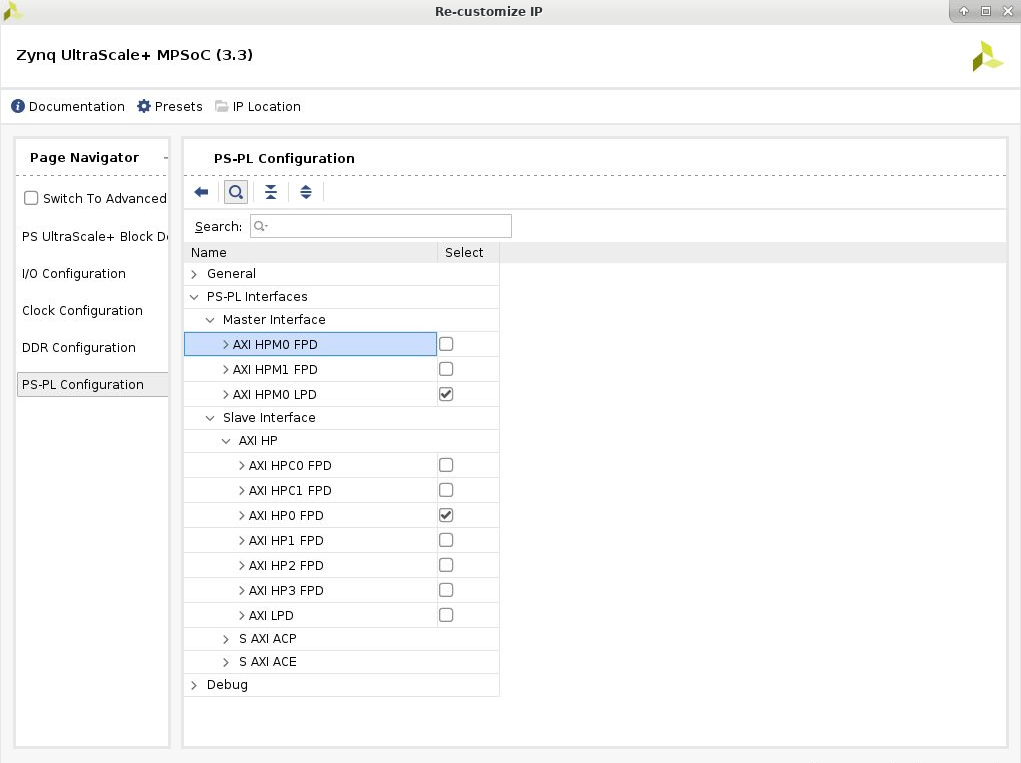 Re-customize IP
Zynq UltraScale+ MPSoC (3.3)
Documentation Presets IP Location
Page Navigator
Switch To Advanced
PS UltraScale+ Block
I/O Configuration
Clock Configuration
DDR Configuration
PS-PL Configuration
PS-PL Configuration
Search:
Name Select
General
PS-PL Interfaces
Master Interface
AXI HPM0 FPD
AXI HPM1 FPD
AXI HPM0 LPD
Slave Interface
AXI HP
AXI HPC0 FPD
AXI HPC1 FPD
AXI HP0 FPD
AXI HP1 FPD
AXI HP2 FPD
AXI HP3 FPD
AXI LPD
S AXI ACP
S AXI ACE
Debug